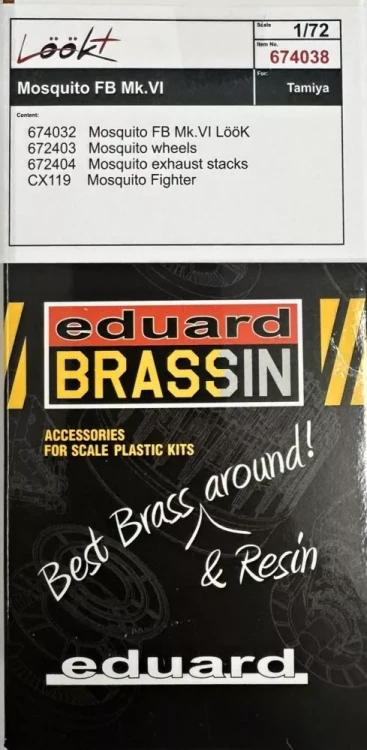 Löök+
Scale 1/72
Item No. 674038
Mosquito FB Mk.VI
For: Tamiya
Content:
674032 Mosquito FB Mk.VI LööK
672403 Mosquito wheels
672404 Mosquito exhaust stacks
CX119 Mosquito Fighter
eduard
BRASSIN
ACCESSORIES
FOR SCALE PLASTIC KITS
Best Brass around!
& Resin
eduard